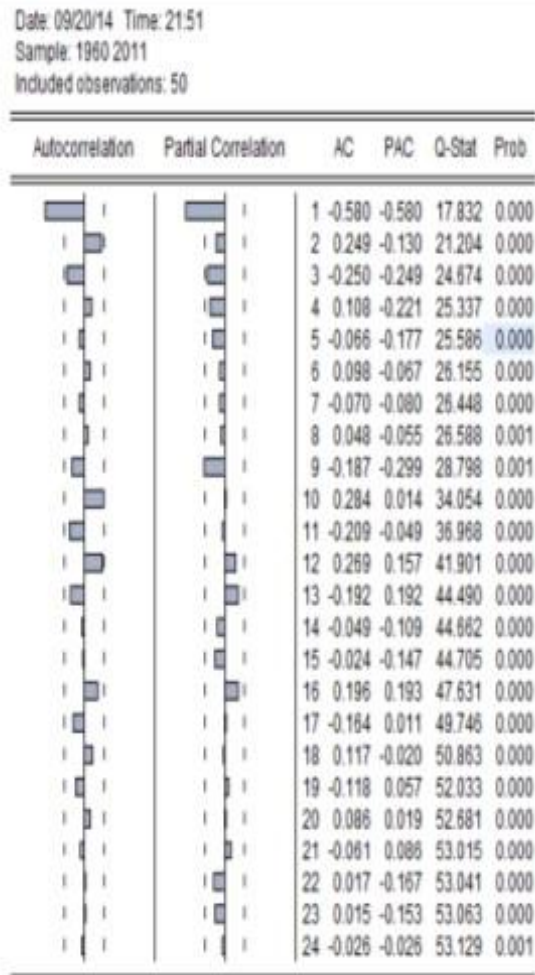 Date: 09/20/14 Time: 21:51
Sample: 1960 2011
Included observations: 50
Autocorrelation Partial Correlation AC PAC Q-Stat Prob
1 -0.580 -0.580 17.832 0.000
2 0.249 -0.130 21.204 0.000
3 -0.250 -0.249 24.674 0.000
4 0.108 -0.221 25.337 0.000
5 -0.066 -0.177 25.586 0.000
6 0.098 -0.067 26.155 0.000
7 -0.070 -0.080 26.448 0.000
8 0.048 -0.055 26.588 0.001
9 -0.187 -0.299 28.798 0.001
10 0.284 0.014 34.054 0.000
11 -0.209 -0.049 36.968 0.000
12 0.269 0.157 41.901 0.000
13 -0.192 0.192 44.490 0.000
14 -0.049 -0.109 44.662 0.000
15 -0.024 -0.147 44.705 0.000
16 0.196 0.193 47.631 0.000
17 -0.164 0.011 49.746 0.000
18 0.117 -0.020 50.863 0.000
19 -0.118 0.057 52.033 0.000
20 0.086 0.019 52.681 0.000
21 -0.061 0.086 53.015 0.000
22 0.017 -0.167 53.041 0.000
23 0.015 -0.153 53.063 0.000
24 -0.026 -0.026 53.129 0.001